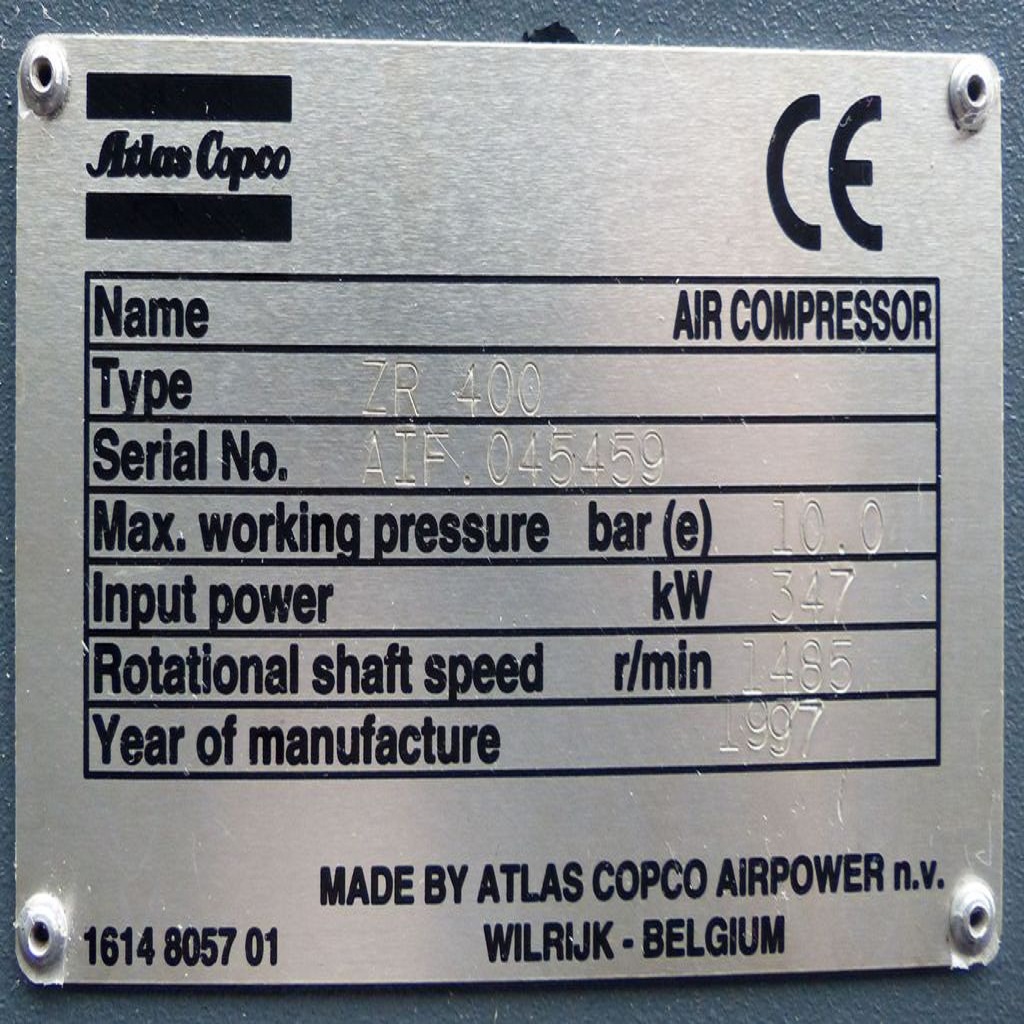 Atlas Copco
CE
Name AIR COMPRESSOR
Type ZR 400
Serial No. AIF.045459
Max. working pressure bar (e) 10.0
Input power kW 347
Rotational shaft speed r/min 1485
Year of manufacture 1997
MADE BY ATLAS COPCO AIRPOWER n.v.
WILRIJK - BELGIUM
1614 8057 01